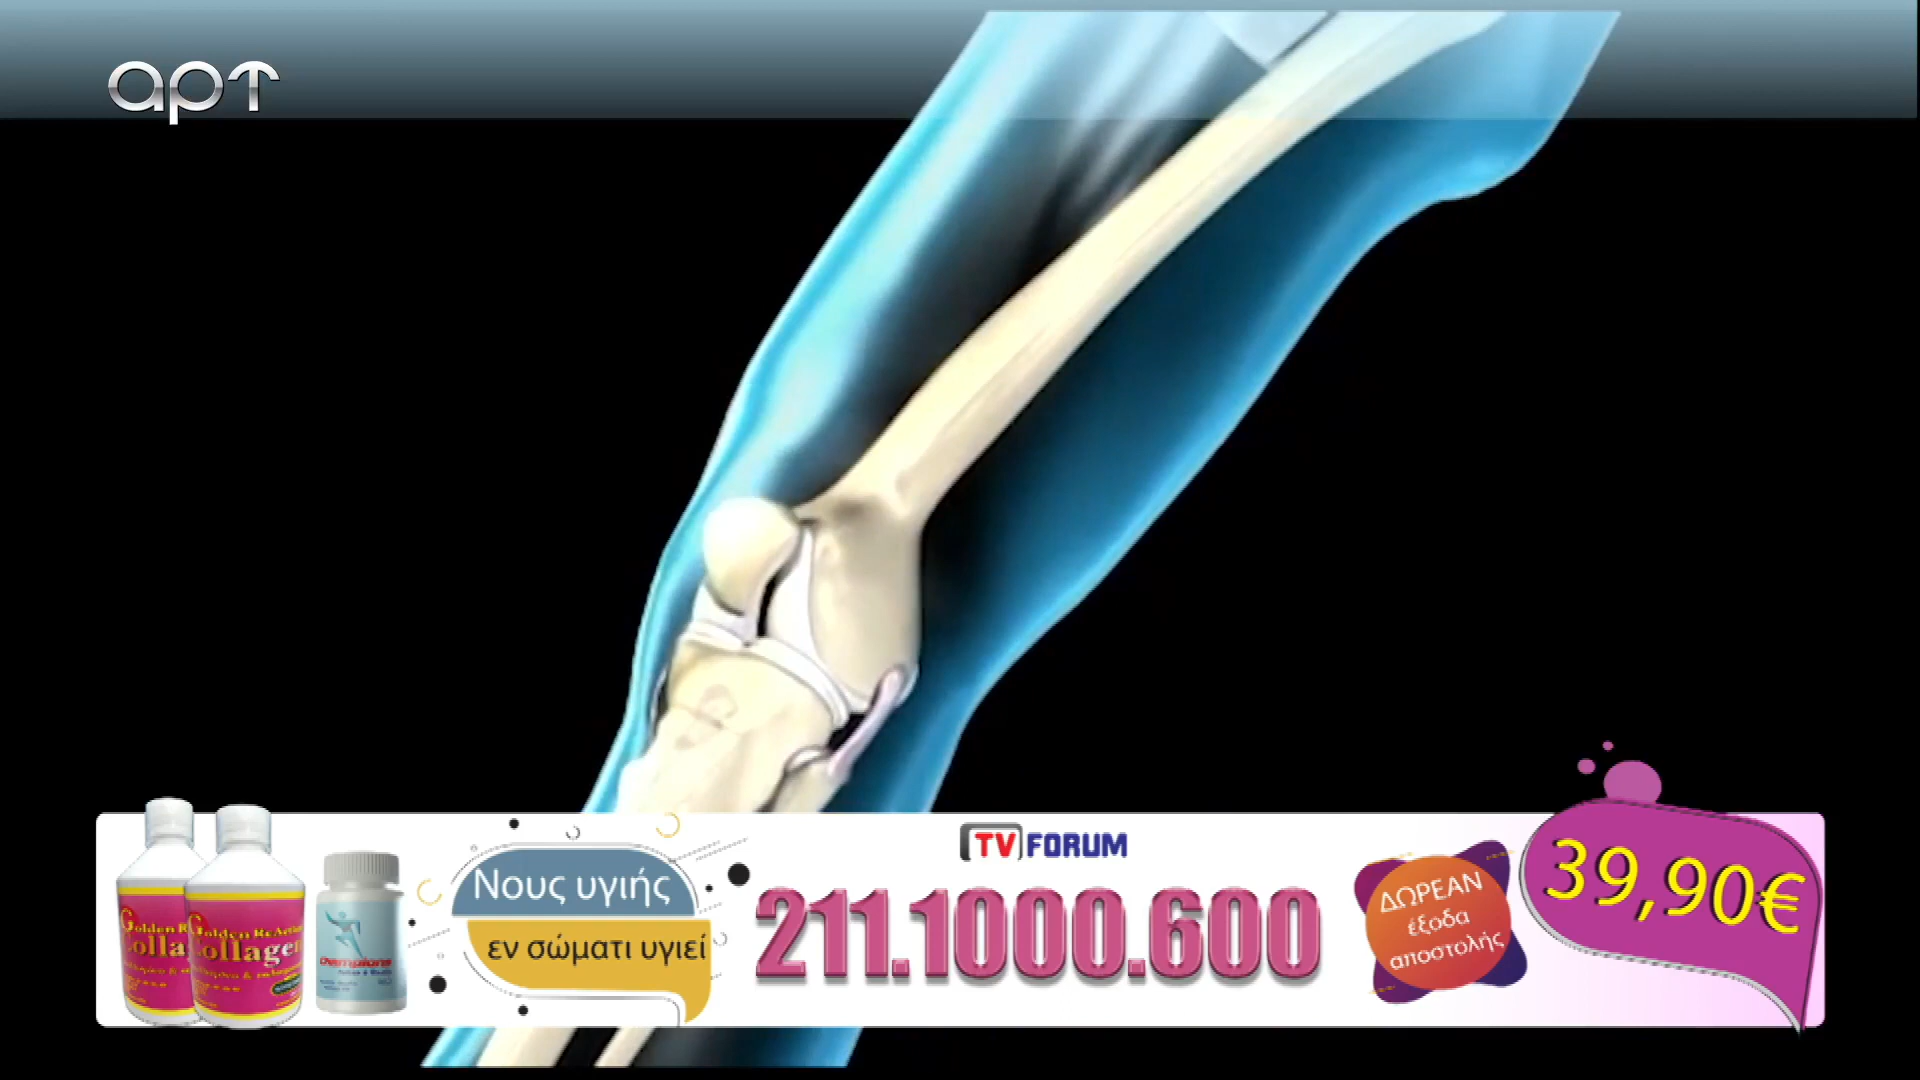 αρτ
Golden ReAction
Collagen
Champions
Νους υγιής
εν σώματι υγιεί
TV FORUM
211.1000.600
ΔΩΡΕΑΝ
έξοδα
αποστολής
39,90€